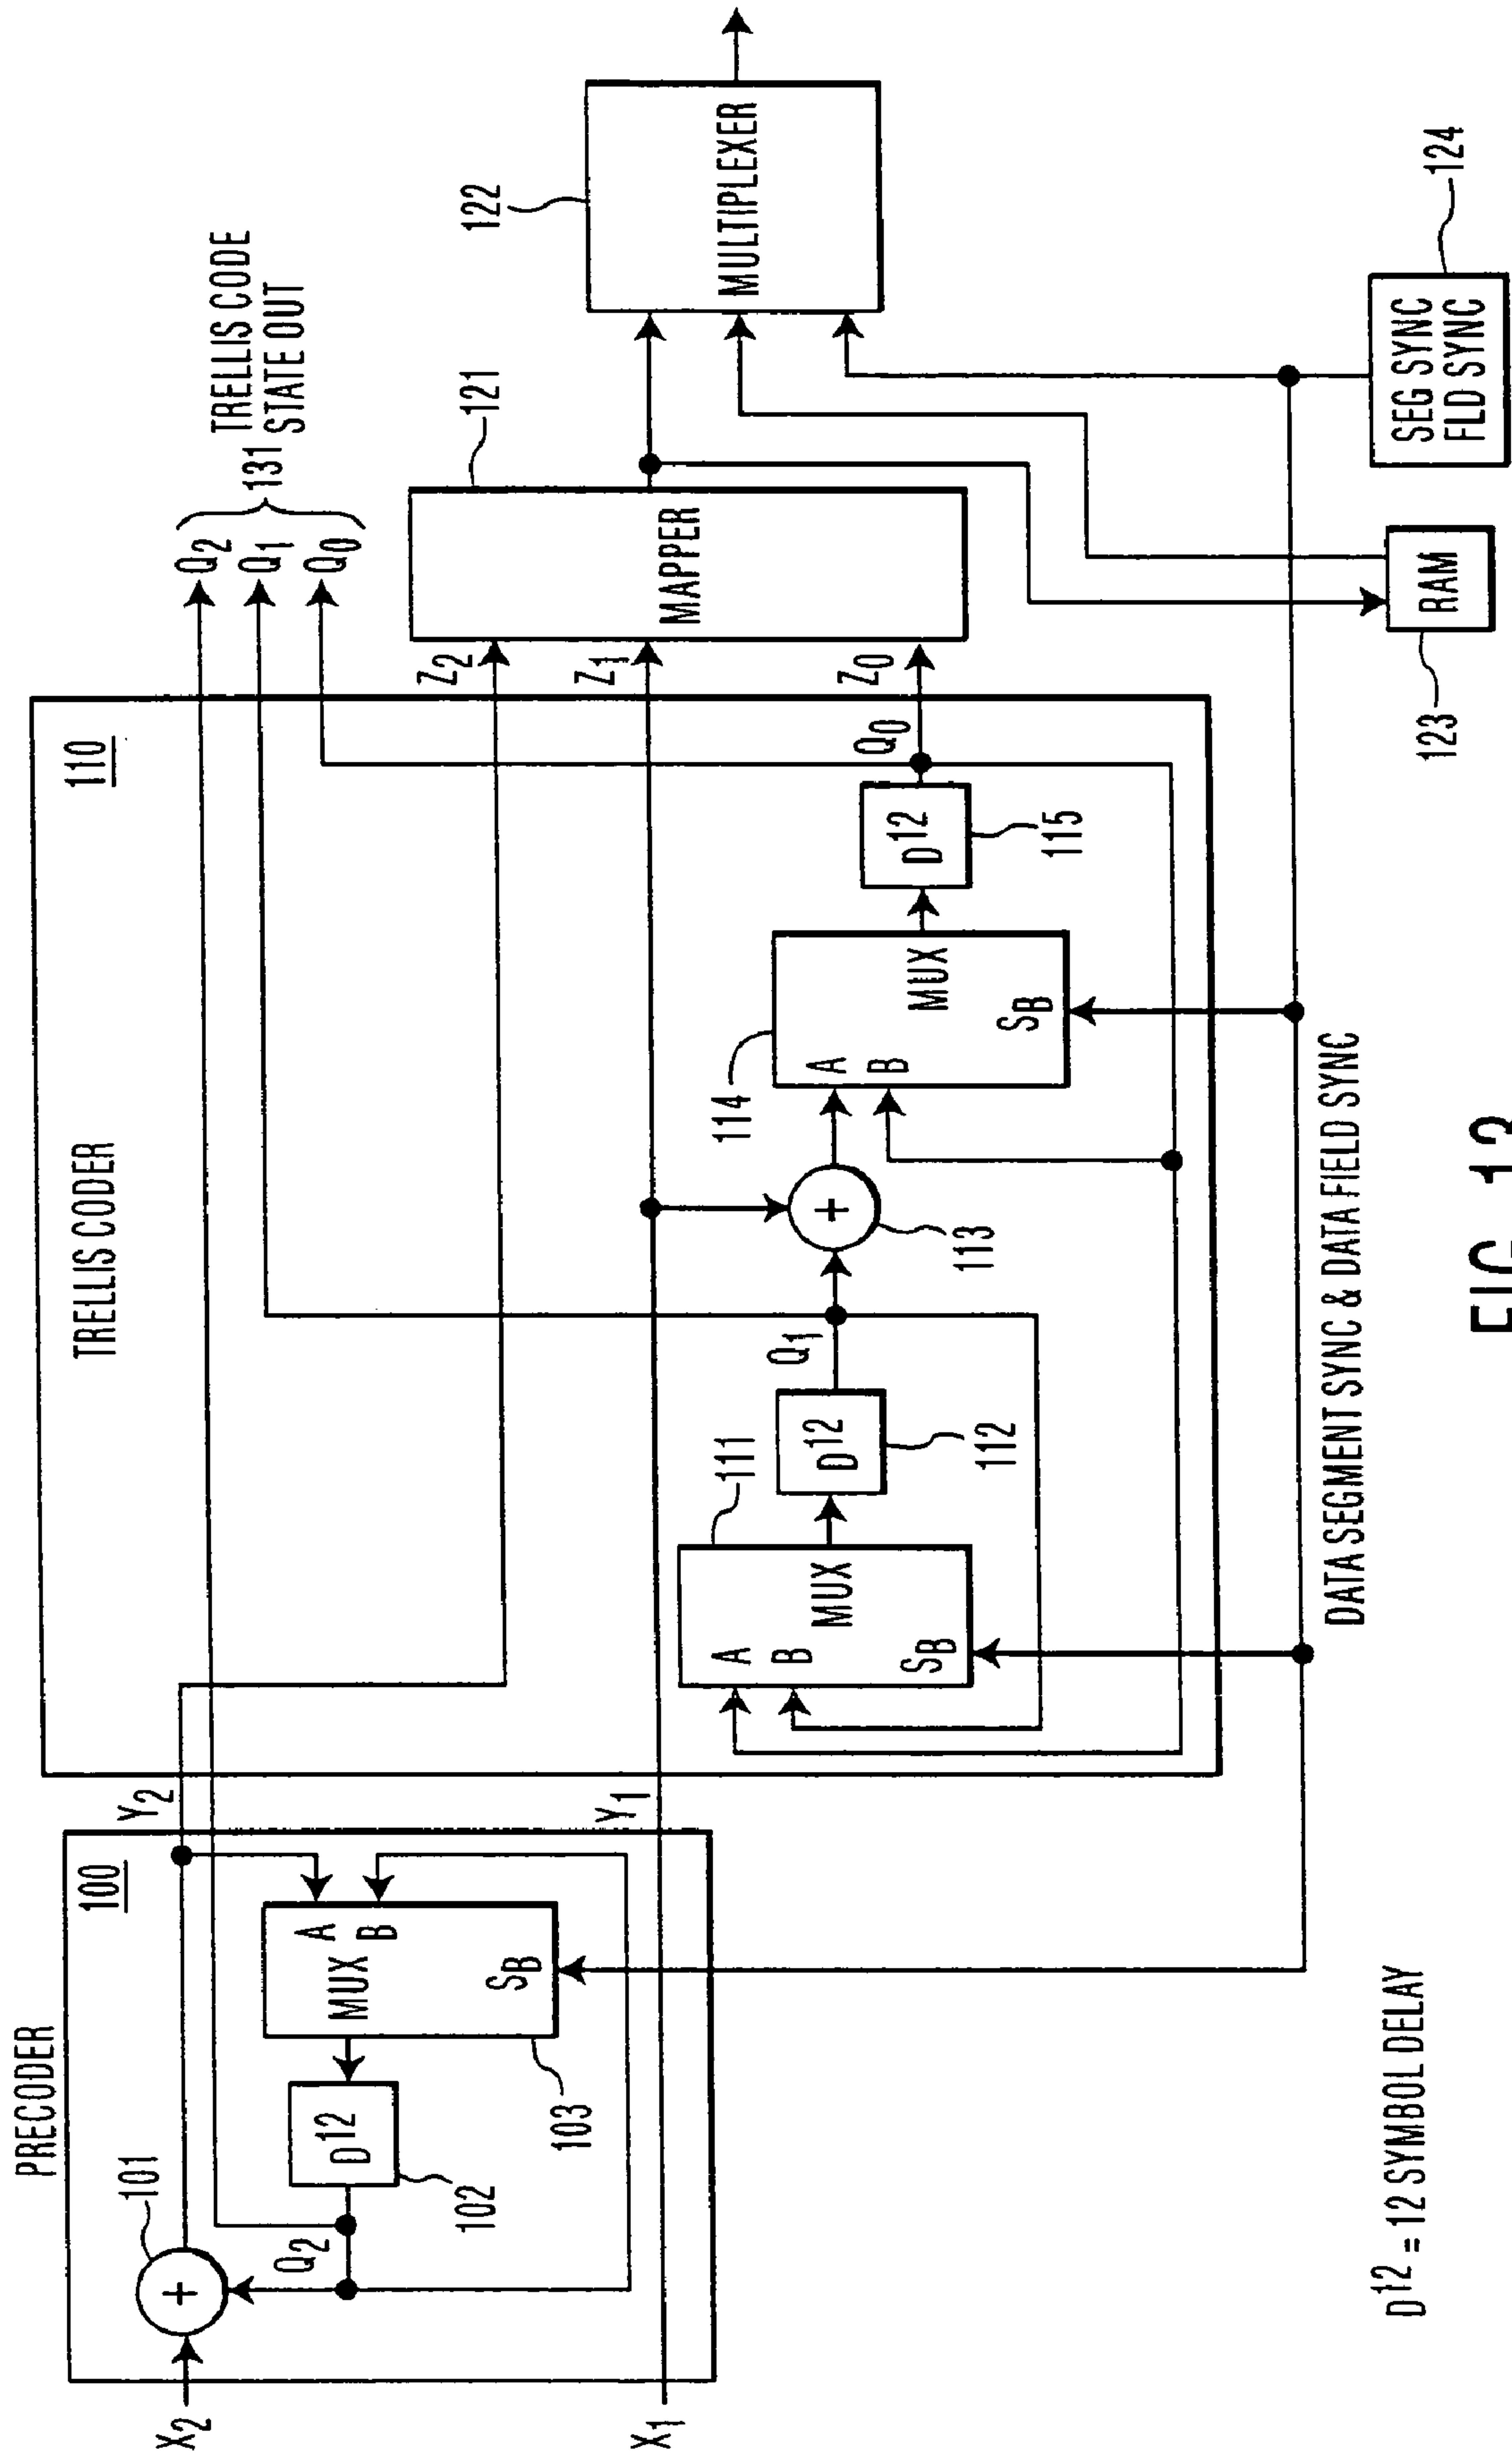 PRECODER
100
X2
101
Q2
D12
102
MUX
A
B
SB
103
X1
Y2
Y1
TRELLIS CODER
110
111
A
B
MUX
SB
D12
112
Q1
+
113
114
A
B
MUX
SB
D12
115
Q0
Z2
Z1
Z0
Q2
Q1
Q0
131
TRELLIS CODE
STATE OUT
MAPPER
121
MULTIPLEXER
122
RAM
123
SEG SYNC
FLD SYNC
124
DATA SEGMENT SYNC & DATA FIELD SYNC
D12 = 12 SYMBOL DELAY
+